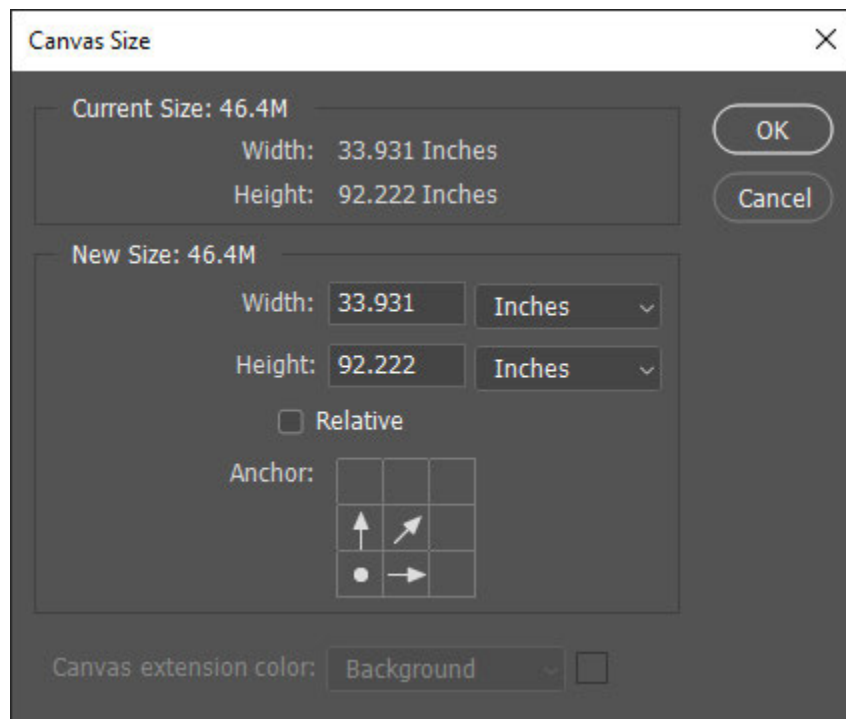 Canvas Size
Current Size: 46.4M
Width: 33.931 Inches
Height: 92.222 Inches
OK
Cancel
New Size: 46.4M
Width: 33.931 Inches
Height: 92.222 Inches
Relative
Anchor:
Canvas extension color: Background